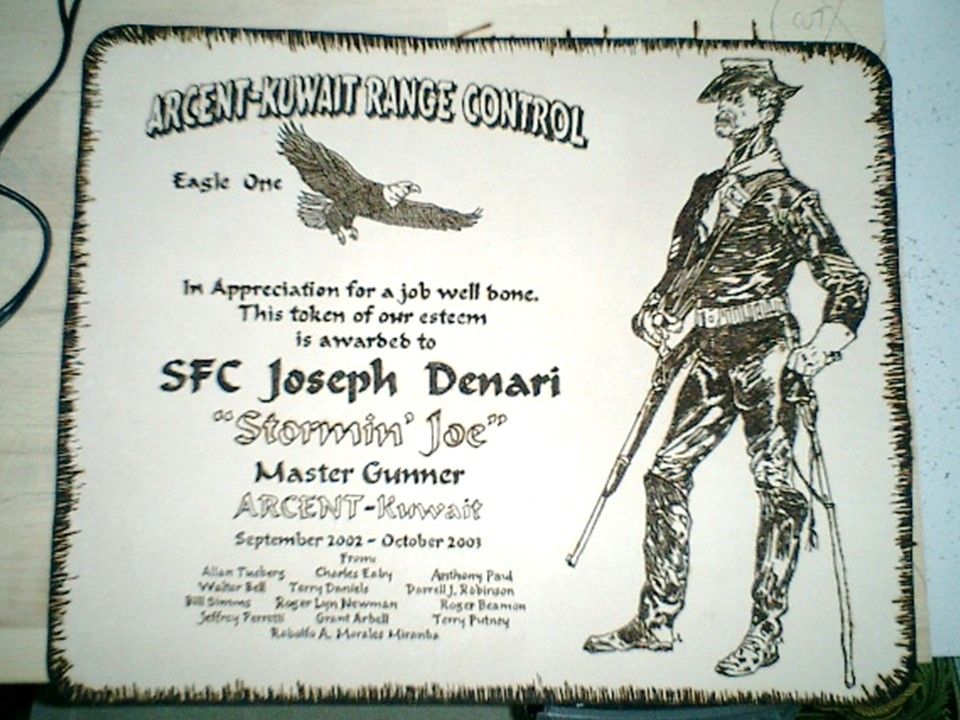 CUT
ARCENT-KUWAIT RANGE CONTROL
Eagle One
In Appreciation for a job well done.
This token of our esteem
is awarded to
SFC Joseph Denari
"Stormin' Joe"
Master Gunner
ARCENT-Kuwait
September 2002 - October 2003
From:
Allan Tusberg Charles Eaby Anthony Paul
Walter Bell Terry Daniels Darrell J. Robinson
Bill Simms Roger Lyn Newman Roger Beamon
Jeffrey Perrotti Grant Arbell Terry Putney
Rodolfo A. Morales Miranda